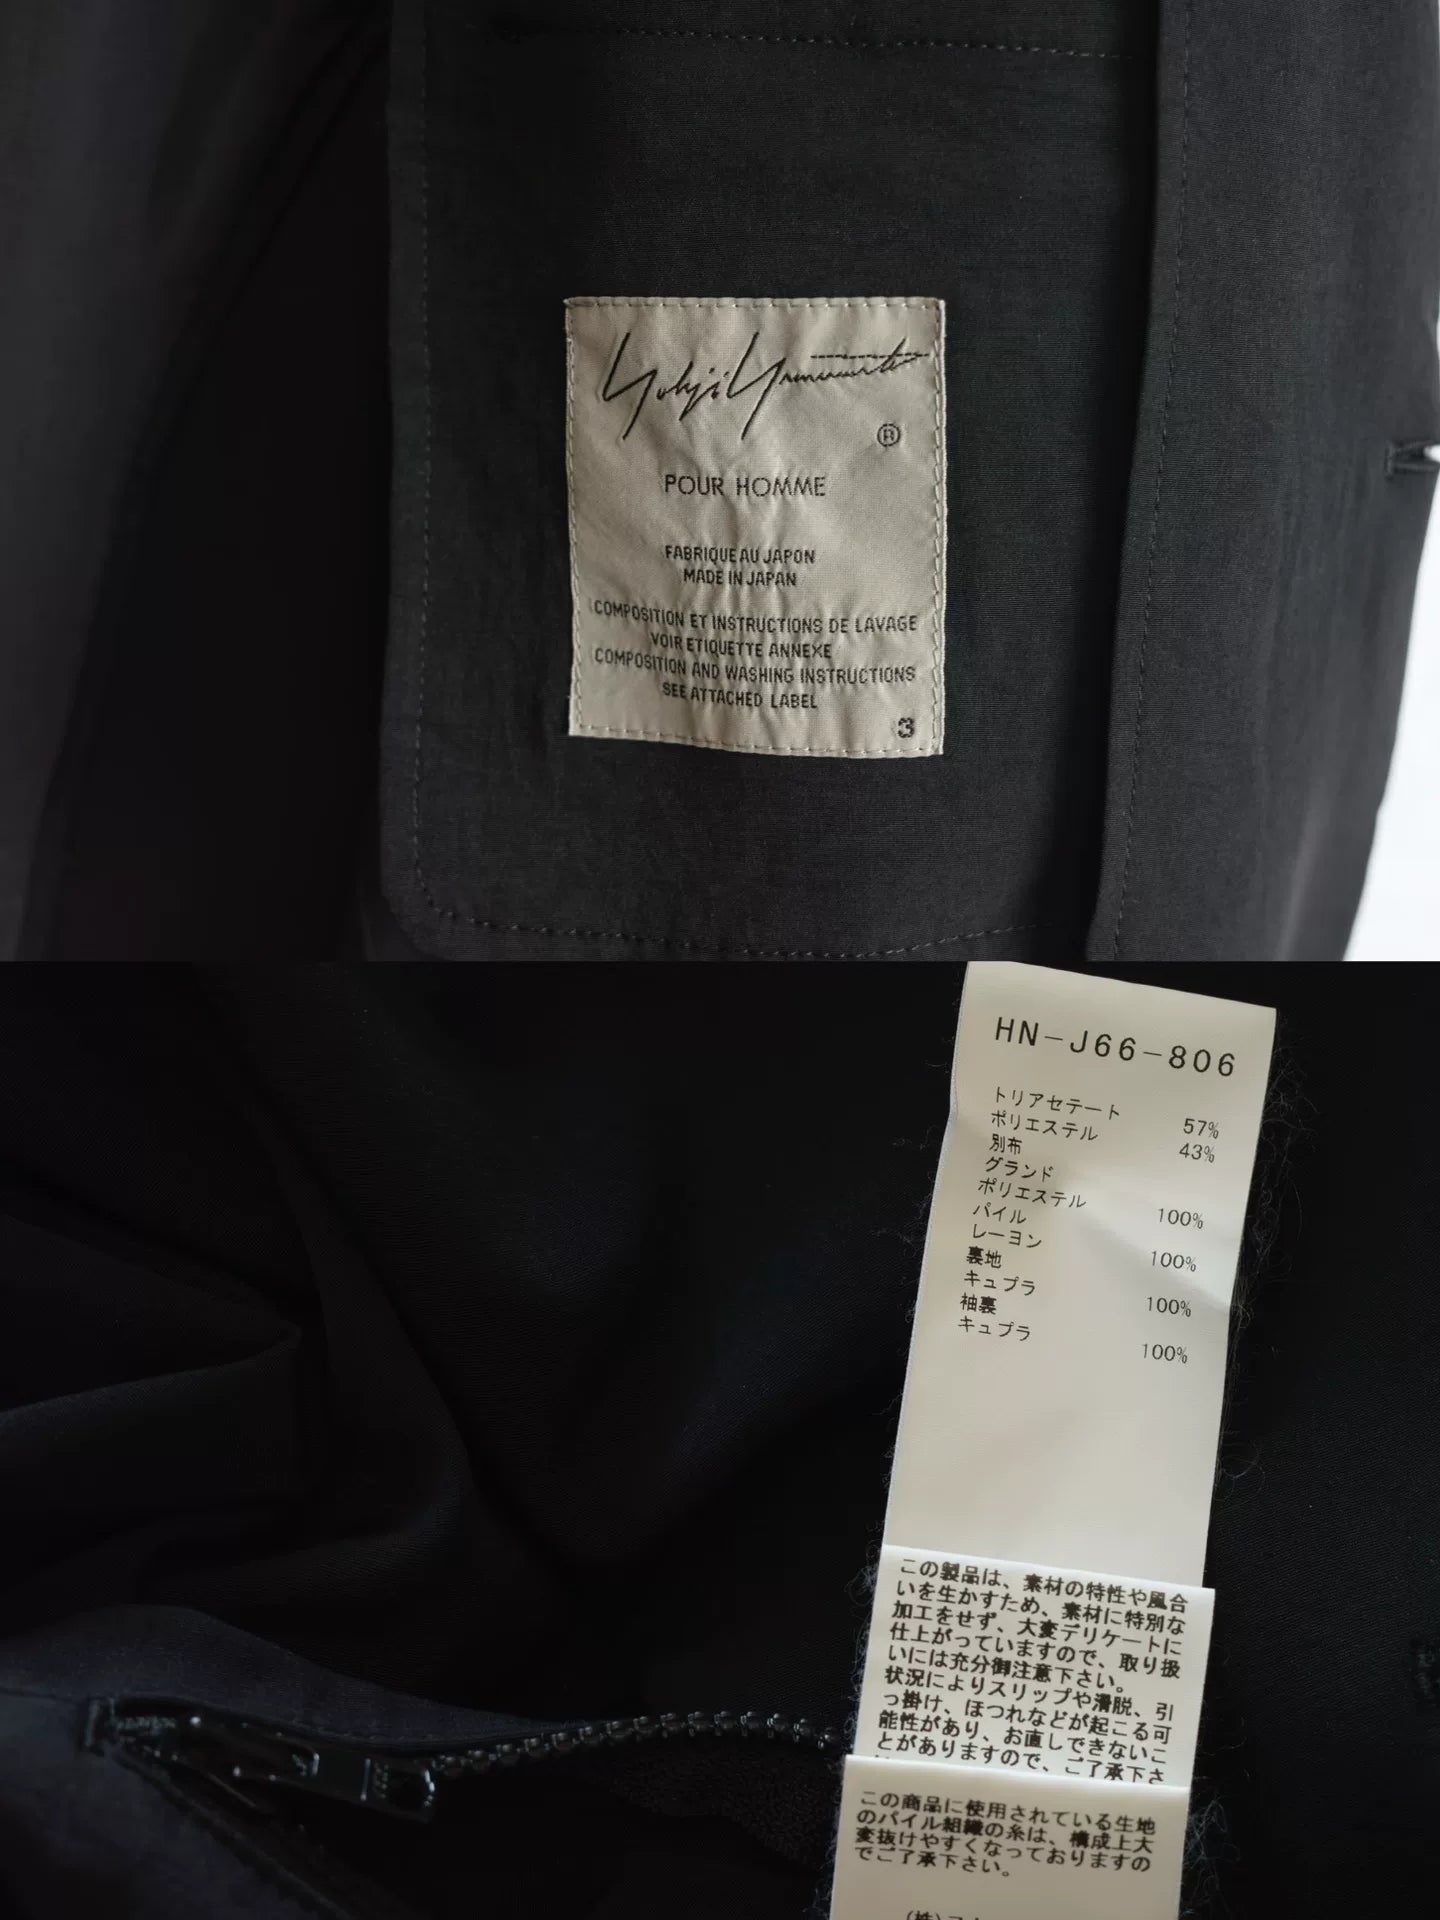 Yohji Yamamoto
®
POUR HOMME
FABRIQUE AU JAPON
MADE IN JAPAN
COMPOSITION ET INSTRUCTIONS DE LAVAGE
VOIR ETIQUETTE ANNEXE
COMPOSITION AND WASHING INSTRUCTIONS
SEE ATTACHED LABEL
3
HN-J66-806
トリアセテート 57%
ポリエステル 43%
別布
グランド
ポリエステル 100%
パイル
レーヨン 100%
裏地
キュプラ 100%
袖裏
キュプラ 100%
この製品は、素材の特性や風合
いを生かすため、素材に特別な
加工をせず、大変デリケートに
仕上がっていますので、取り扱
いには充分御注意下さい。
状況によりスリップや滑脱、引
っ掛け、ほつれなどが起こる可
能性があり、お直しできないこ
とがありますので、ご了承下さ
この商品に使用されている生地
のパイル組織の糸は、構成上大
変抜けやすくなっておりますの
でご了承下さい。